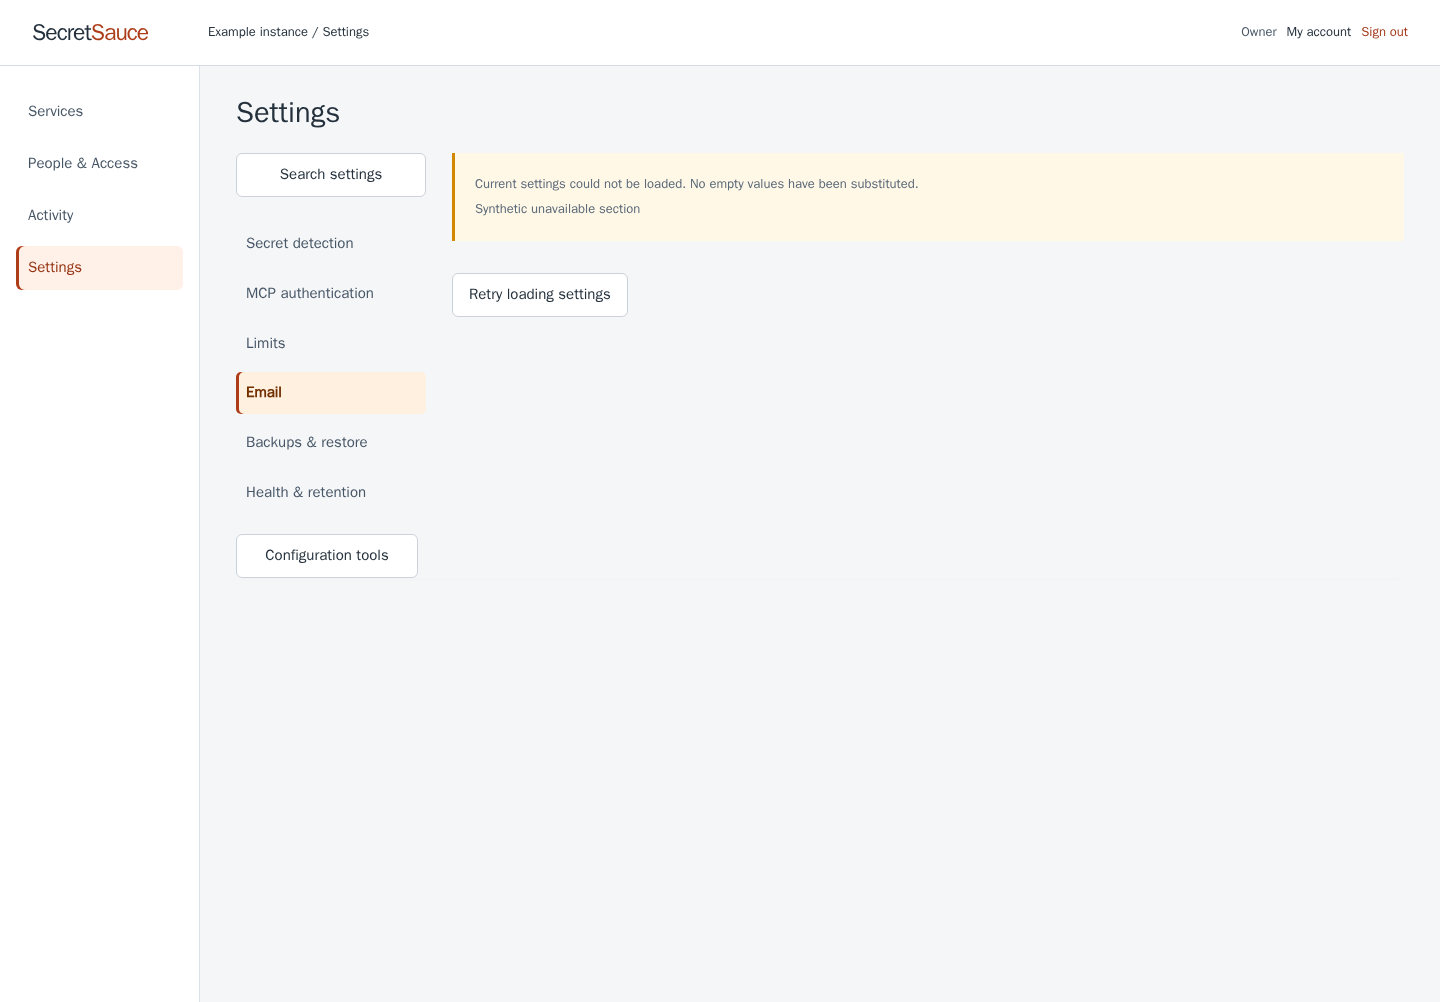 SecretSauce
Example instance / Settings
Owner My account Sign out
Services
People & Access
Activity
Settings
Settings
Search settings
Secret detection
MCP authentication
Limits
Email
Backups & restore
Health & retention
Configuration tools
Current settings could not be loaded. No empty values have been substituted.
Synthetic unavailable section
Retry loading settings